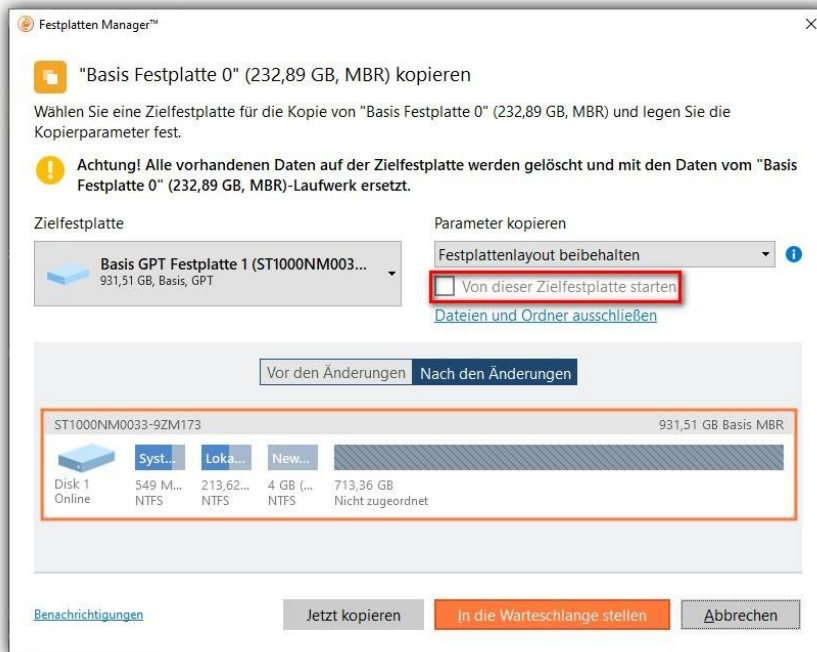 Festplatten Manager™
"Basis Festplatte 0" (232,89 GB, MBR) kopieren
Wählen Sie eine Zielfestplatte für die Kopie von "Basis Festplatte 0" (232,89 GB, MBR) und legen Sie die
Kopierparameter fest.
Achtung! Alle vorhandenen Daten auf der Zielfestplatte werden gelöscht und mit den Daten vom "Basis
Festplatte 0" (232,89 GB, MBR)-Laufwerk ersetzt.
Zielfestplatte
Basis GPT Festplatte 1 (ST1000NM003...
931,51 GB, Basis, GPT
Parameter kopieren
Festplattenlayout beibehalten
Von dieser Zielfestplatte starten
Dateien und Ordner ausschließen
Vor den Änderungen Nach den Änderungen
ST1000NM0033-9ZM173 931,51 GB Basis MBR
Syst... Loka... New...
Disk 1 549 M... 213,62... 4 GB (... 713,36 GB
Online NTFS NTFS NTFS Nicht zugeordnet
Benachrichtigungen Jetzt kopieren In die Warteschlange stellen Abbrechen